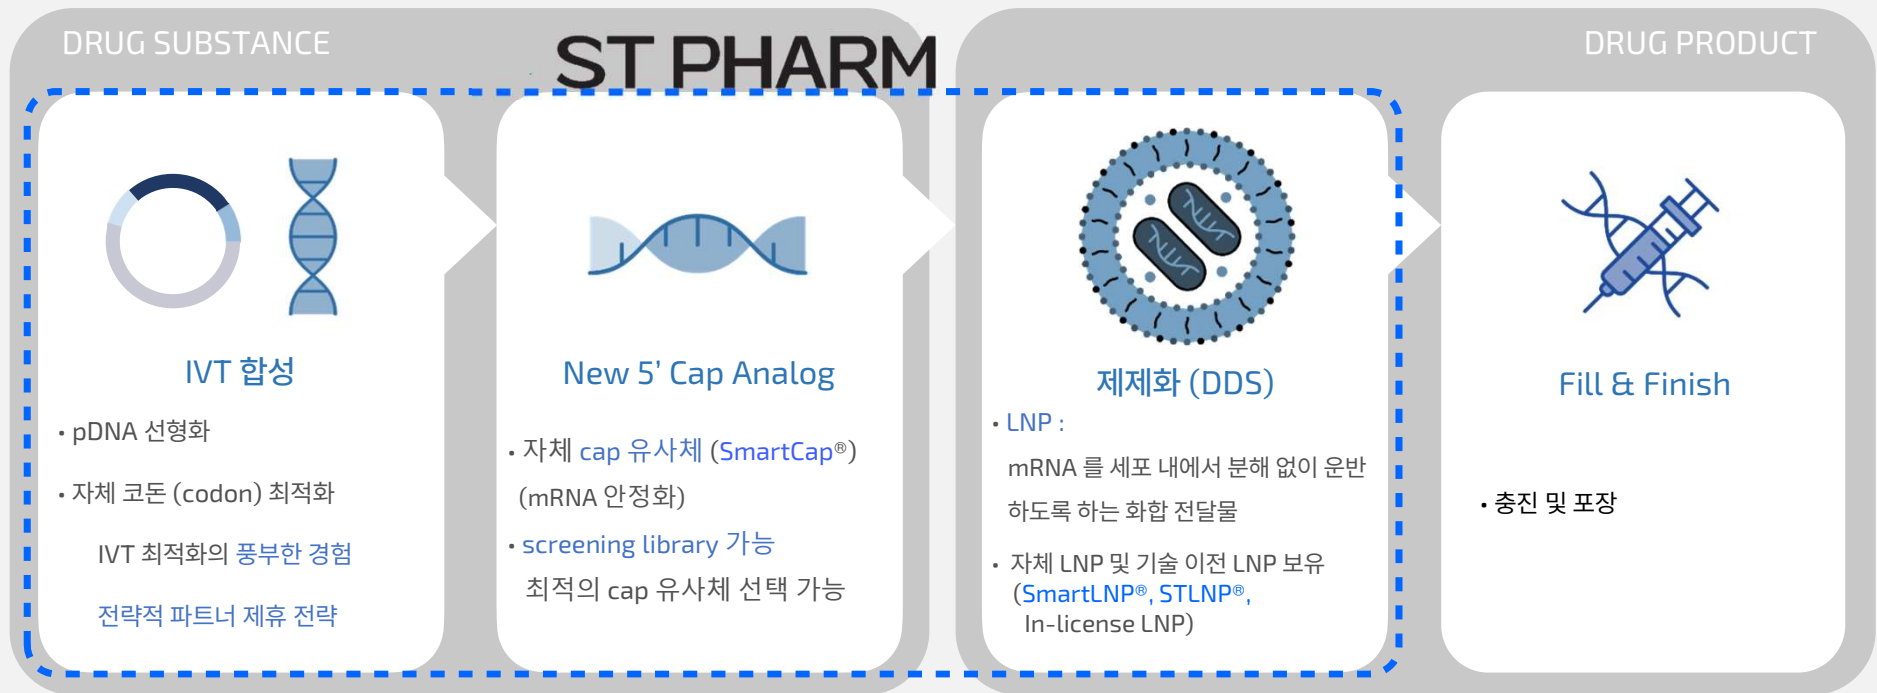 DRUG SUBSTANCE
ST PHARM
DRUG PRODUCT
IVT 합성
• pDNA 선형화
• 자체 코돈 (codon) 최적화
IVT 최적화의 풍부한 경험
전략적 파트너 제휴 전략
New 5’ Cap Analog
• 자체 cap 유사체 (SmartCap®)
(mRNA 안정화)
• screening library 가능
최적의 cap 유사체 선택 가능
제제화 (DDS)
• LNP :
mRNA 를 세포 내에서 분해 없이 운반
하도록 하는 화합 전달물
• 자체 LNP 및 기술 이전 LNP 보유
(SmartLNP®, STLNP®,
In-license LNP)
Fill & Finish
• 충진 및 포장